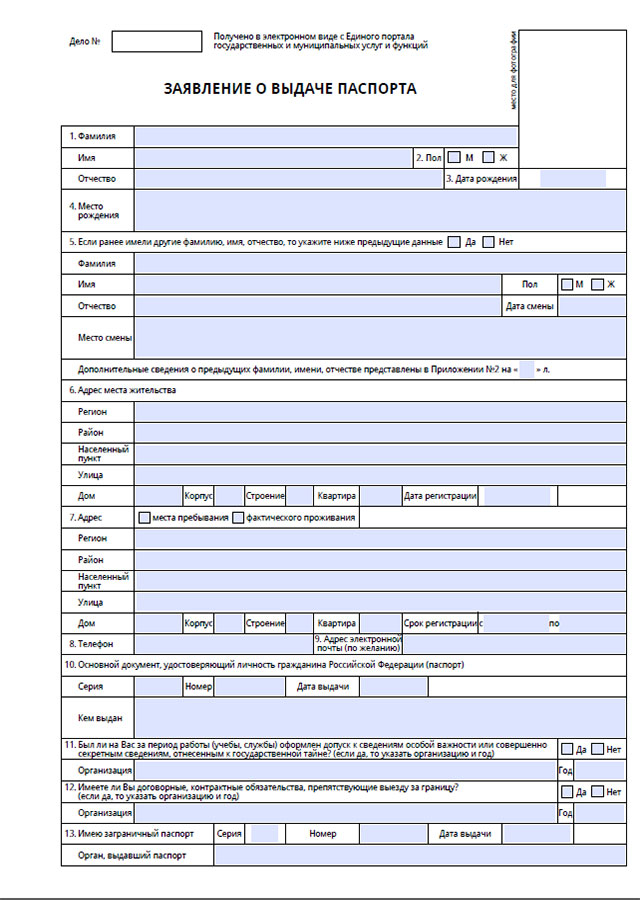 Дело №
Получено в электронном виде с Единого портала
государственных и муниципальных услуг и функций
место для фотографии
ЗАЯВЛЕНИЕ О ВЫДАЧЕ ПАСПОРТА
1. Фамилия
Имя 2. Пол М Ж
Отчество 3. Дата рождения
4. Место
рождения
5. Если ранее имели другие фамилию, имя, отчество, то укажите ниже предыдущие данные Да Нет
Фамилия
Имя Пол М Ж
Отчество Дата смены
Место смены
Дополнительные сведения о предыдущих фамилии, имени, отчестве представлены в Приложении №2 на « » л.
6. Адрес места жительства
Регион
Район
Населенный
пункт
Улица
Дом Корпус Строение Квартира Дата регистрации
7. Адрес места пребывания фактического проживания
Регион
Район
Населенный
пункт
Улица
Дом Корпус Строение Квартира Срок регистрации с по
8. Телефон 9. Адрес электронной
почты (по желанию)
10. Основной документ, удостоверяющий личность гражданина Российской Федерации (паспорт)
Серия Номер Дата выдачи
Кем выдан
11. Был ли на Вас за период работы (учебы, службы) оформлен допуск к сведениям особой важности или совершенно
секретным сведениям, отнесенным к государственной тайне? (если да, то указать организацию и год) Да Нет
Организация Год
12. Имеете ли Вы договорные, контрактные обязательства, препятствующие выезду за границу?
(если да, то указать организацию и год) Да Нет
Организация Год
13. Имею заграничный паспорт Серия Номер Дата выдачи
Орган, выдавший паспорт